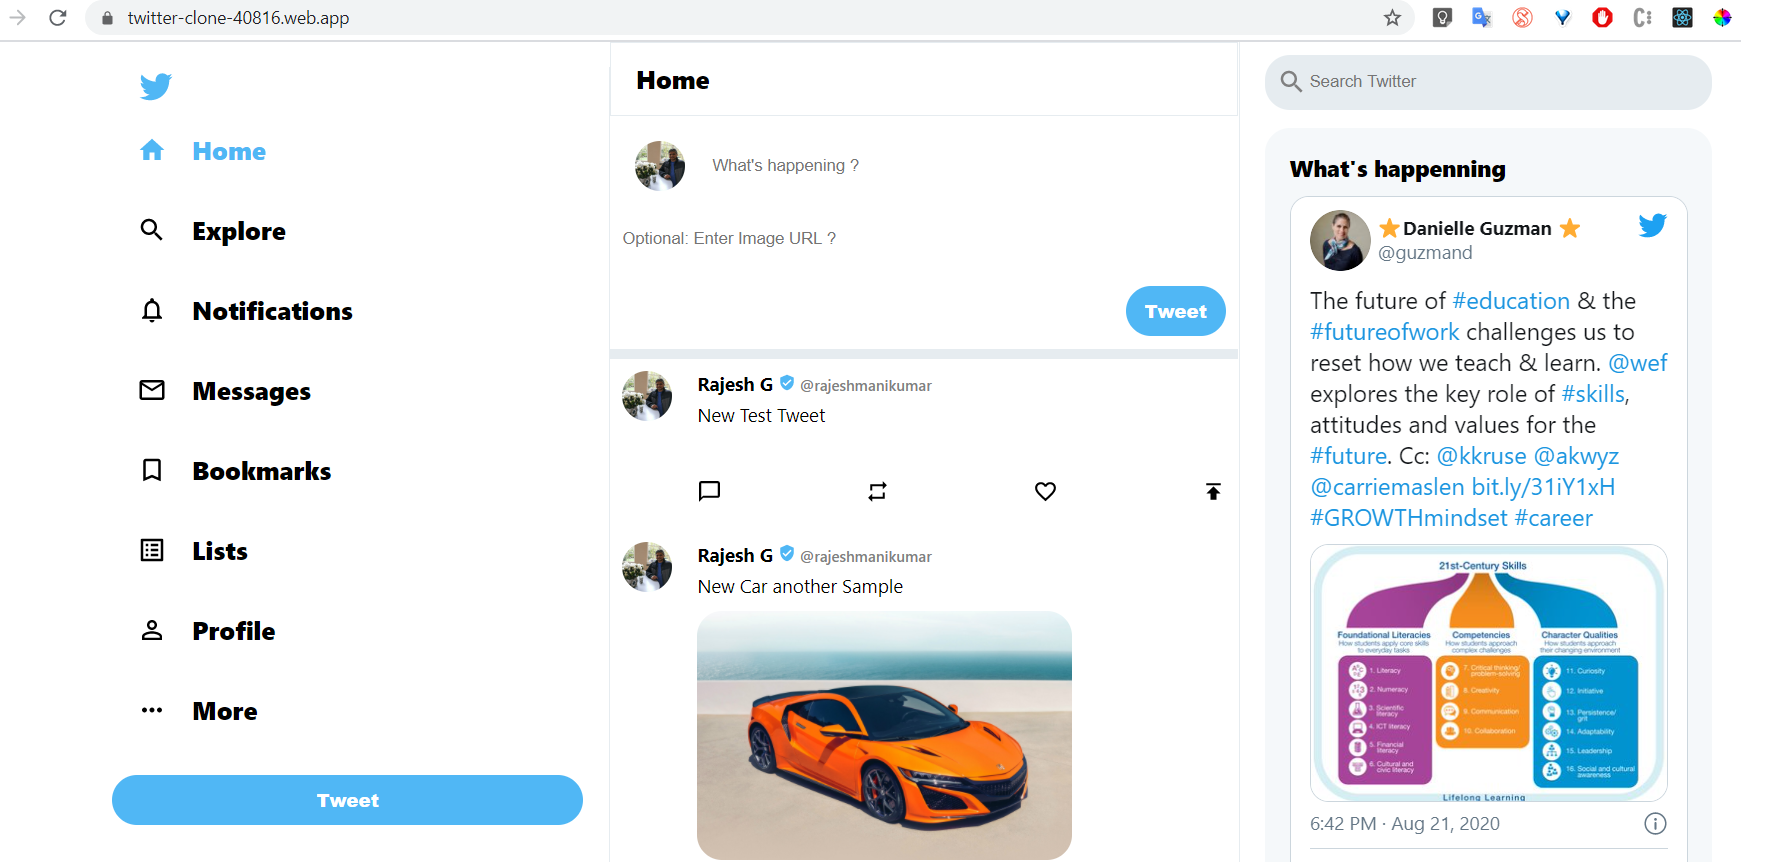 twitter-clone-40816.web.app
Home
Explore
Notifications
Messages
Bookmarks
Lists
Profile
More
Tweet
Home
What's happening ?
Optional: Enter Image URL ?
Tweet
Rajesh G @rajeshmanikumar
New Test Tweet
Rajesh G @rajeshmanikumar
New Car another Sample
Search Twitter
What's happenning
Danielle Guzman
@guzmand
The future of #education & the
#futureofwork challenges us to
reset how we teach & learn. @wef
explores the key role of #skills,
attitudes and values for the
#future. Cc: @kkruse @akwyz
@carriemaslen bit.ly/31iY1xH
#GROWTHmindset #career
21st-Century Skills
Foundational Literacies
How students apply core skills
to everyday tasks
1. Literacy
2. Numeracy
3. Scientific
literacy
4. ICT literacy
5. Financial
literacy
6. Cultural and
civic literacy
Competencies
How students approach
complex challenges
7. Critical thinking/
problem-solving
8. Creativity
9. Communication
10. Collaboration
Character Qualities
How students approach
their changing environment
11. Curiosity
12. Initiative
13. Persistence/
grit
14. Adaptability
15. Leadership
16. Social and cultural
awareness
Lifelong Learning
6:42 PM · Aug 21, 2020